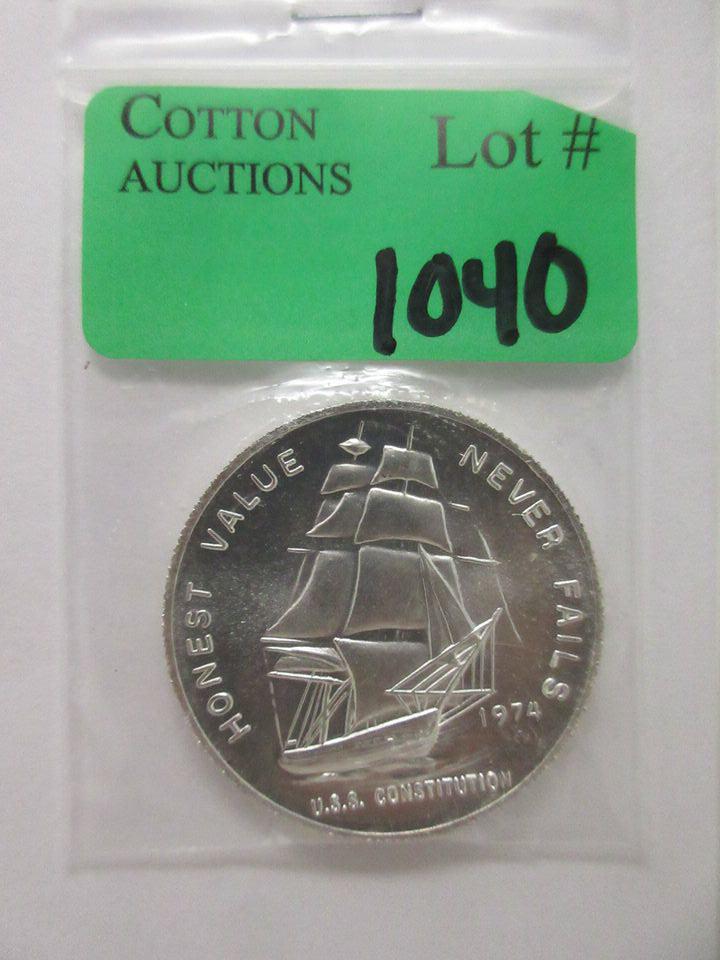 COTTON
AUCTIONS
Lot #
1040
HONEST VALUE NEVER FAILS
1974
U.S.S. CONSTITUTION